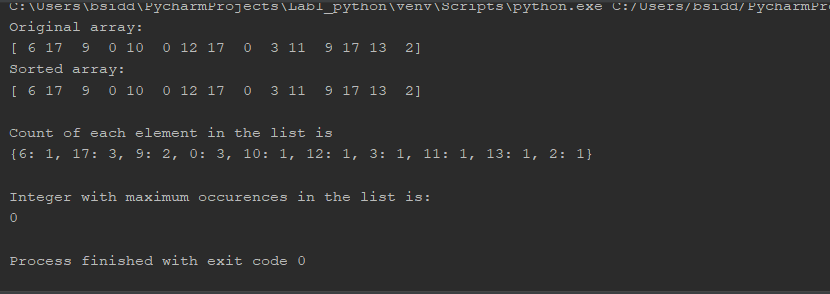 C:\Users\bsidd\PycharmProjects\Lab1_python\venv\Scripts\python.exe C:/Users/bsidd/PycharmPr
Original array:
[ 6 17  9  0 10  0 12 17  0  3 11  9 17 13  2]
Sorted array:
[ 6 17  9  0 10  0 12 17  0  3 11  9 17 13  2]
Count of each element in the list is
{6: 1, 17: 3, 9: 2, 0: 3, 10: 1, 12: 1, 3: 1, 11: 1, 13: 1, 2: 1}
Integer with maximum occurences in the list is:
0
Process finished with exit code 0